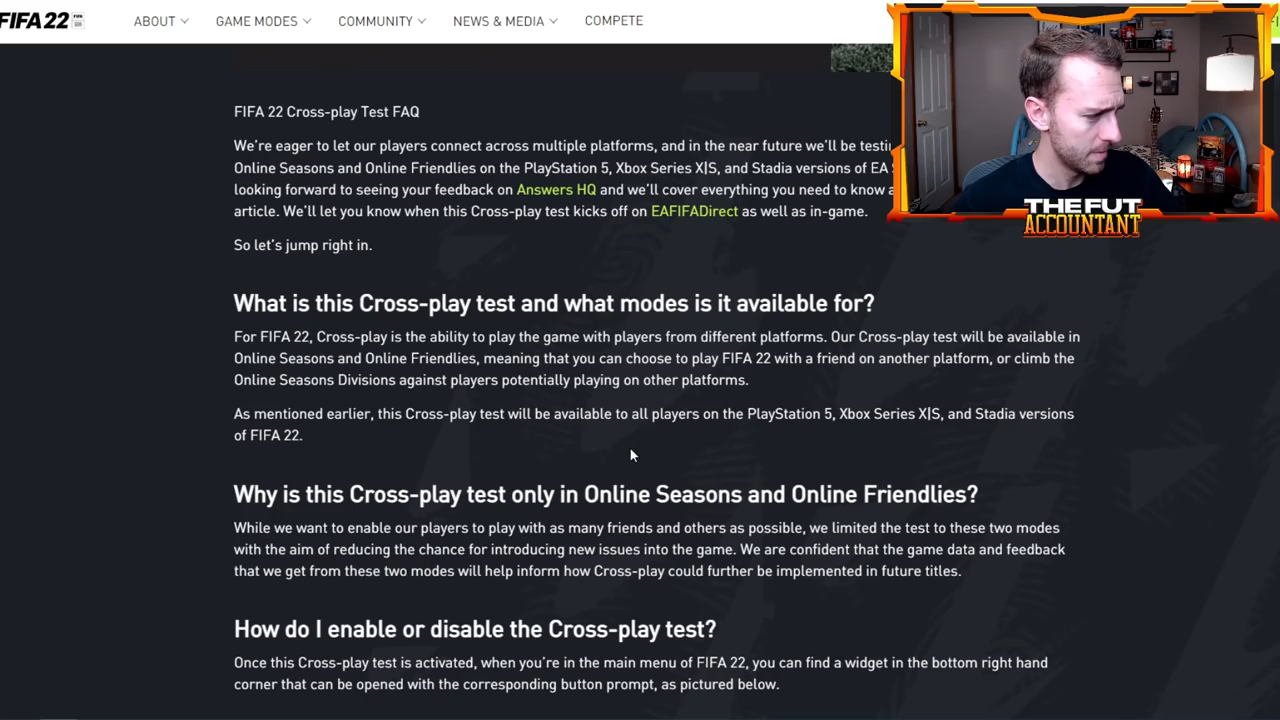 FIFA 22 ABOUT GAME MODES COMMUNITY NEWS & MEDIA COMPETE
FIFA 22 Cross-play Test FAQ
We're eager to let our players connect across multiple platforms, and in the near future we'll be
Online Seasons and Online Friendlies on the PlayStation 5, Xbox Series X|S, and Stadia versions of EA
looking forward to seeing your feedback on Answers HQ and we'll cover everything you need to know
article. We'll let you know when this Cross-play test kicks off on EAFIFADirect as well as in-game.
THE FUT
ACCOUNTANT
So let's jump right in.
What is this Cross-play test and what modes is it available for?
For FIFA 22, Cross-play is the ability to play the game with players from different platforms. Our Cross-play test will be available in
Online Seasons and Online Friendlies, meaning that you can choose to play FIFA 22 with a friend on another platform, or climb the
Online Seasons Divisions against players potentially playing on other platforms.
As mentioned earlier, this Cross-play test will be available to all players on the PlayStation 5, Xbox Series X|S, and Stadia versions
of FIFA 22.
Why is this Cross-play test only in Online Seasons and Online Friendlies?
While we want to enable our players to play with as many friends and others as possible, we limited the test to these two modes
with the aim of reducing the chance for introducing new issues into the game. We are confident that the game data and feedback
that we get from these two modes will help inform how Cross-play could further be implemented in future titles.
How do I enable or disable the Cross-play test?
Once this Cross-play test is activated, when you're in the main menu of FIFA 22, you can find a widget in the bottom right hand
corner that can be opened with the corresponding button prompt, as pictured below.